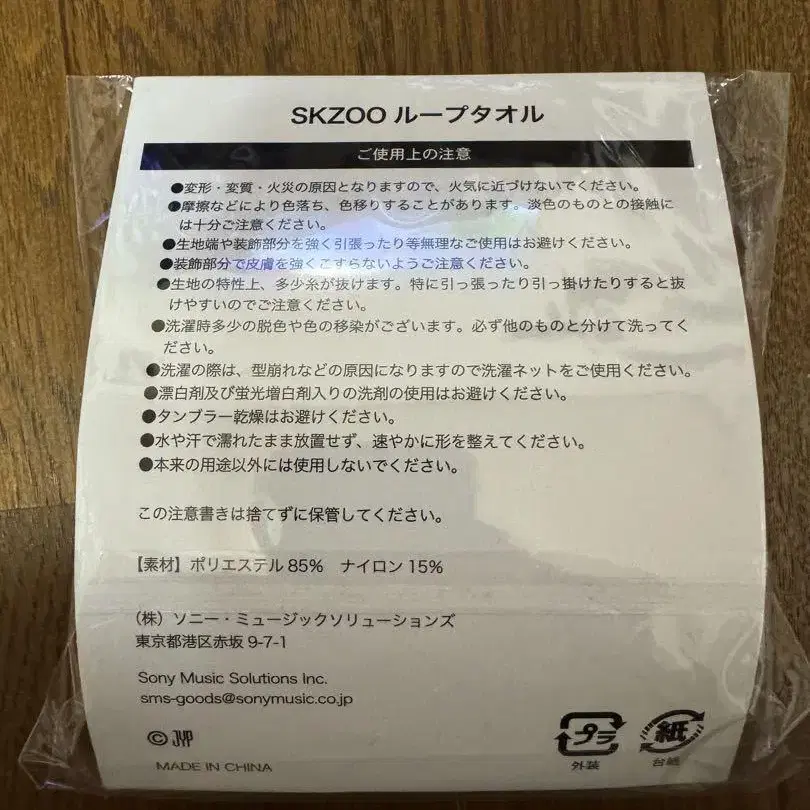 SKZOO ループタオル
ご使用上の注意
●変形・変質・火災の原因となりますので、火気に近づけないでください。
●摩擦などにより色落ち、色移りすることがあります。淡色のものとの接触には十分ご注意ください。
●生地端や装飾部分を強く引張ったり等無理なご使用はお避けください。
●装飾部分で皮膚を強くこすらないようご注意ください。
●生地の特性上、多少糸が抜けます。特に引っ張ったり引っ掛けたりすると抜けやすいのでご注意ください。
●洗濯時多少の脱色や色の移染がございます。必ず他のものと分けて洗ってください。
●洗濯の際は、型崩れなどの原因になりますので洗濯ネットをご使用ください。
●漂白剤及び蛍光増白剤入りの洗剤の使用はお避けください。
●タンブラー乾燥はお避けください。
●水や汗で濡れたまま放置せず、速やかに形を整えてください。
●本来の用途以外には使用しないでください。
この注意書きは捨てずに保管してください。
【素材】ポリエステル 85% ナイロン 15%
(株)ソニー・ミュージックソリューションズ
東京都港区赤坂 9-7-1
Sony Music Solutions Inc.
sms-goods@sonymusic.co.jp
© JYP
MADE IN CHINA
プラ
外装
紙
台紙